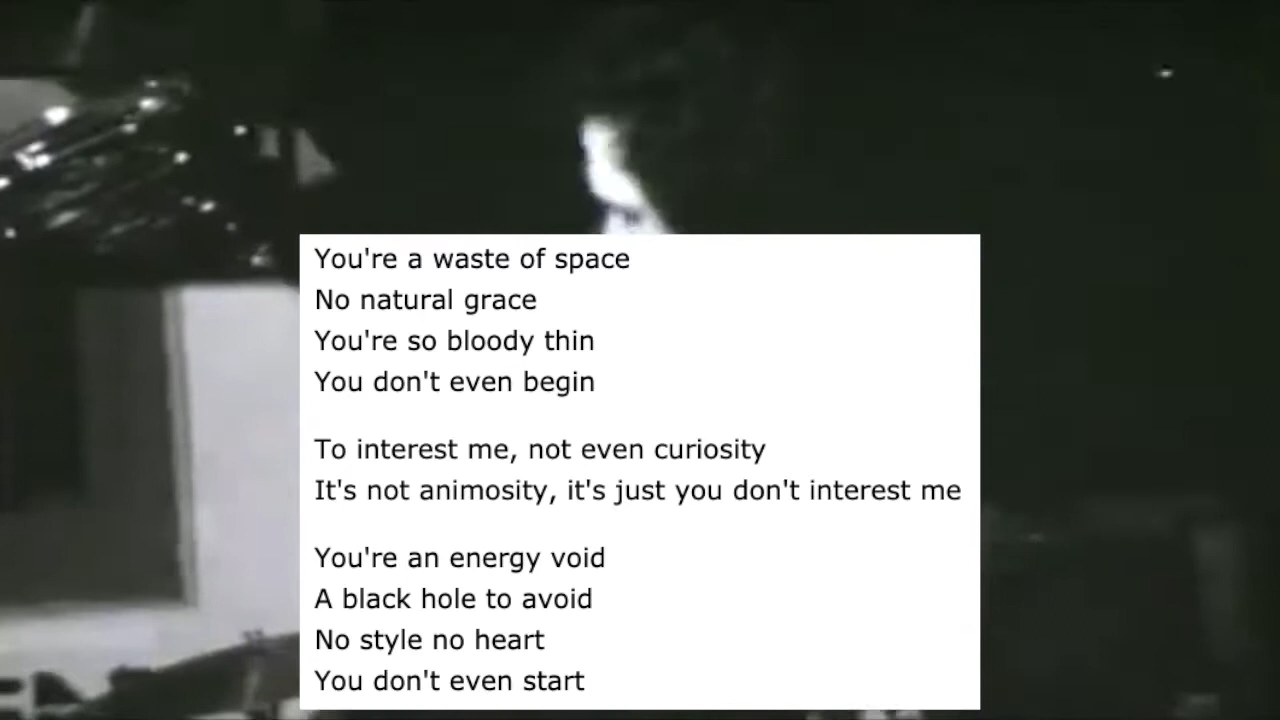 You're a waste of space
No natural grace
You're so bloody thin
You don't even begin
To interest me, not even curiosity
It's not animosity, it's just you don't interest me
You're an energy void
A black hole to avoid
No style no heart
You don't even start